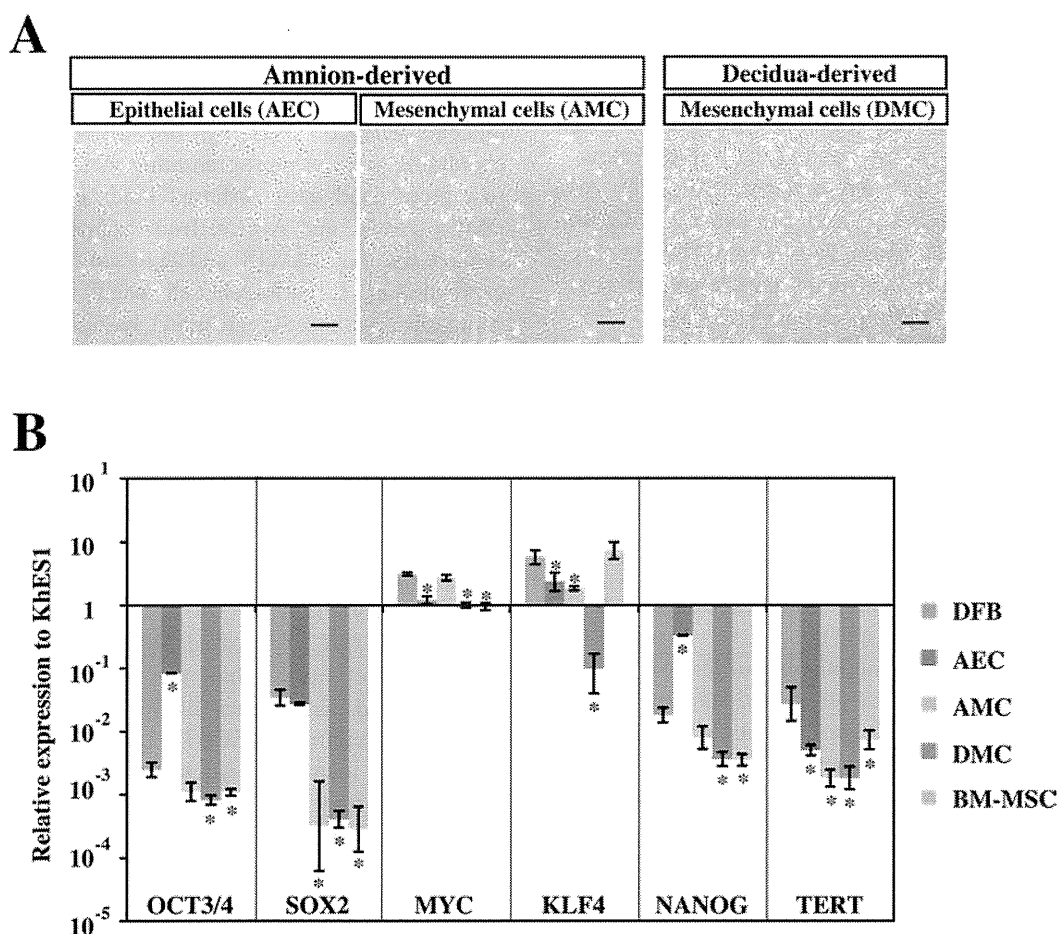 A
Amnion-derived
Decidua-derived
Epithelial cells (AEC)
Mesenchymal cells (AMC)
Mesenchymal cells (DMC)
B
Relative expression to KhES1
10 1
10
1
10-1
10-2
10-3
10-4
10-5
* * * * * * * * * * * * * * * * * * * *
OCT3/4
SOX2
MYC
KLF4
NANOG
TERT
DFB
AEC
AMC
DMC
BM-MSC